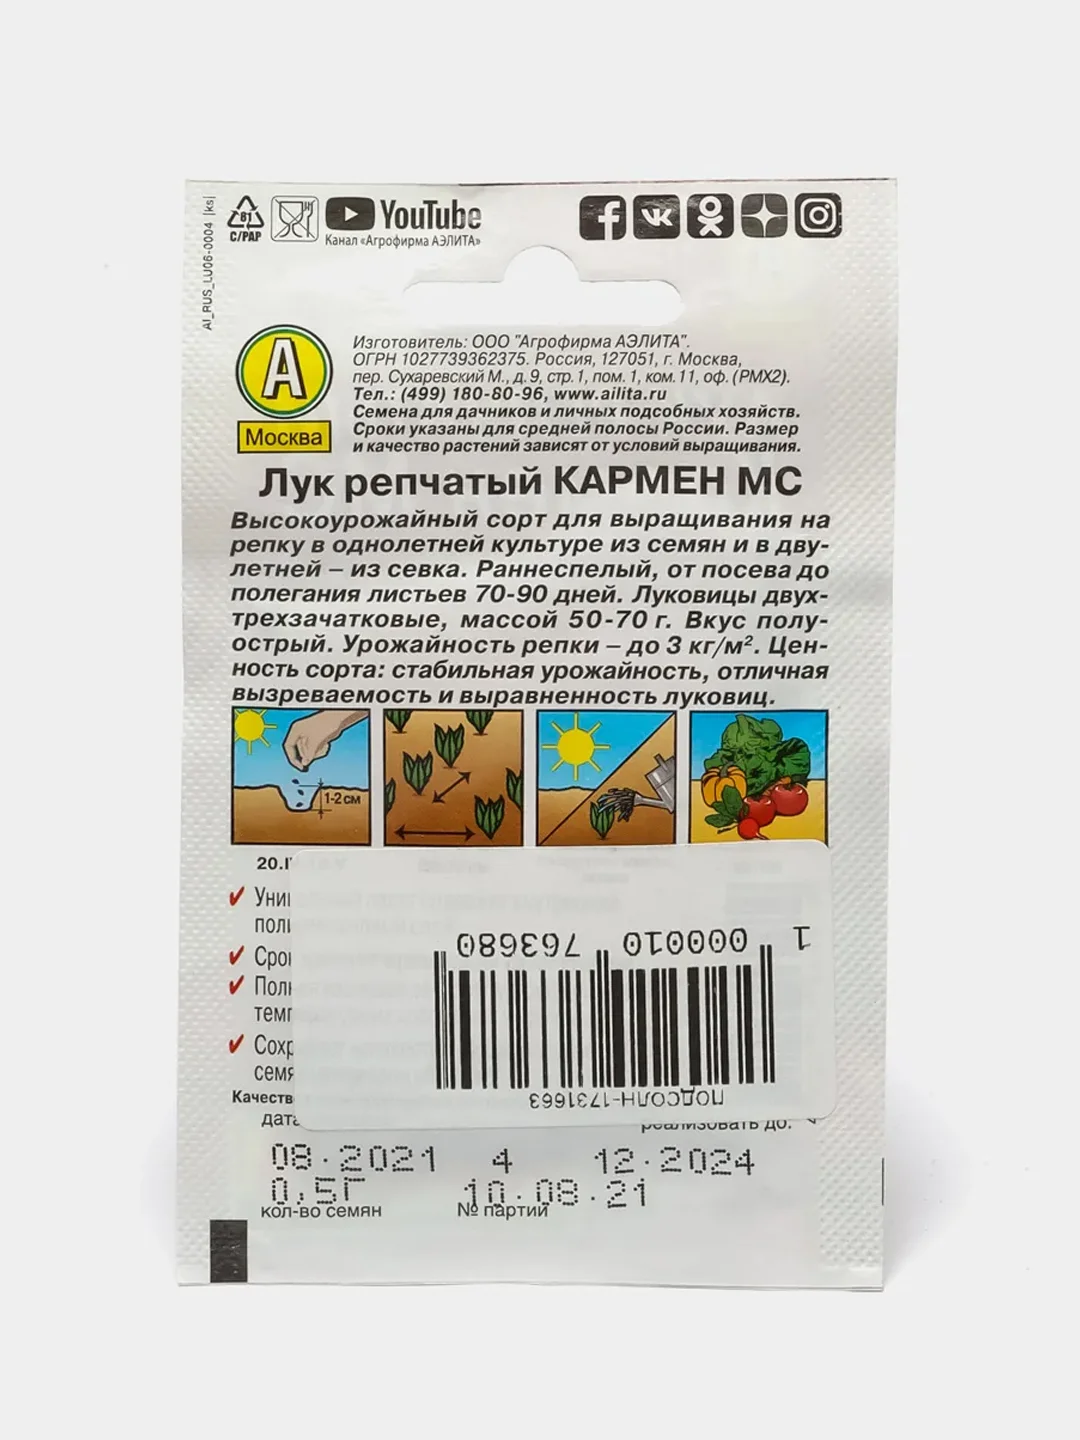 YouTube
Канал «Агрофирма АЭЛИТА»
81
C/PAP
AI_RUS_LU06-0004 |ks|
А
Москва
Изготовитель: ООО "Агрофирма АЭЛИТА".
ОГРН 1027739362375. Россия, 127051, г. Москва,
пер. Сухаревский М., д. 9, стр. 1, пом. 1, ком. 11, оф. (РМХ2).
Тел.: (499) 180-80-96, www.ailita.ru
Семена для дачников и личных подсобных хозяйств.
Сроки указаны для средней полосы России. Размер
и качество растений зависят от условий выращивания.
Лук репчатый КАРМЕН МС
Высокоурожайный сорт для выращивания на
репку в однолетней культуре из семян и в дву-
летней – из севка. Раннеспелый, от посева до
полегания листьев 70-90 дней. Луковицы двух-
трехзачатковые, массой 50-70 г. Вкус полу-
острый. Урожайность репки – до 3 кг/м². Цен-
ность сорта: стабильная урожайность, отличная
вызреваемость и выравненность луковиц.
1-2 см
1 000010 763680
ПОДСОЛН-1731663
дата
реализовать до:
08.2021 4 12.2024
0,5Г 10.08.21
кол-во семян № партии